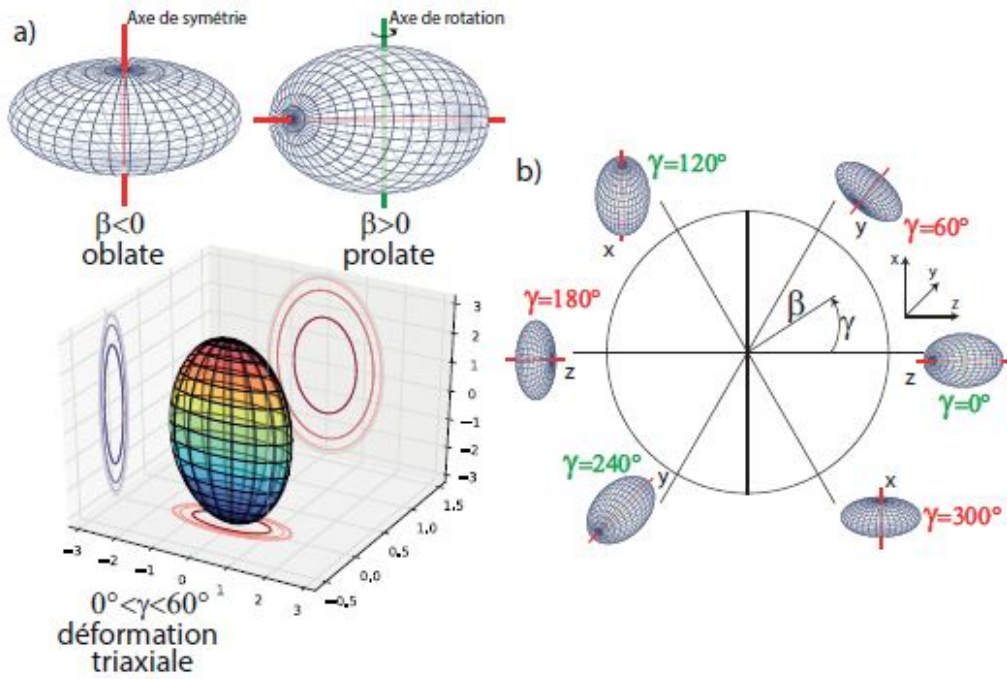 a)
Axe de symétrie
Axe de rotation
β<0
oblate
β>0
prolate
3
2
1
0
−1
−2
−3
1.5
1.0
0.5
0.0
−0.5
−3
−2
−1
0
1
2
3
0°<γ<60°
déformation
triaxiale
b)
γ=120°
x
y
γ=60°
x
y
z
γ=180°
z
β
γ
z
γ=0°
γ=240°
y
x
γ=300°